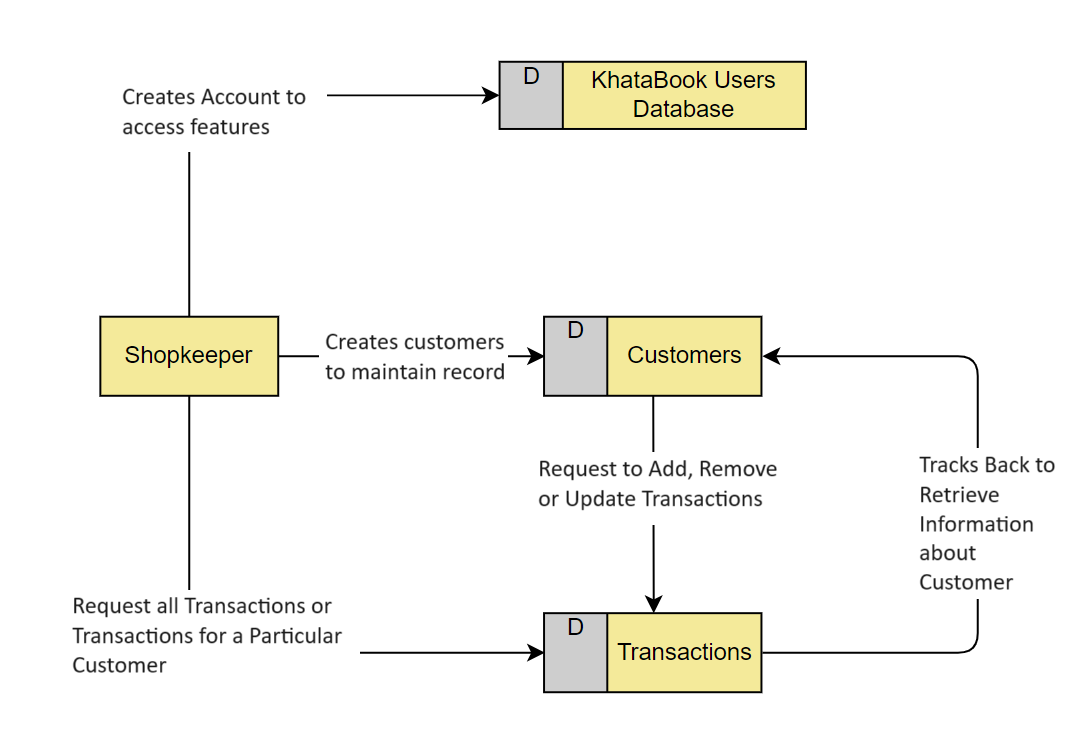 D
KhataBook Users
Database
Creates Account to
access features
Shopkeeper
Creates customers
to maintain record
D
Customers
Request to Add, Remove
or Update Transactions
Tracks Back to
Retrieve
Information
about
Customer
Request all Transactions or
Transactions for a Particular
Customer
D
Transactions